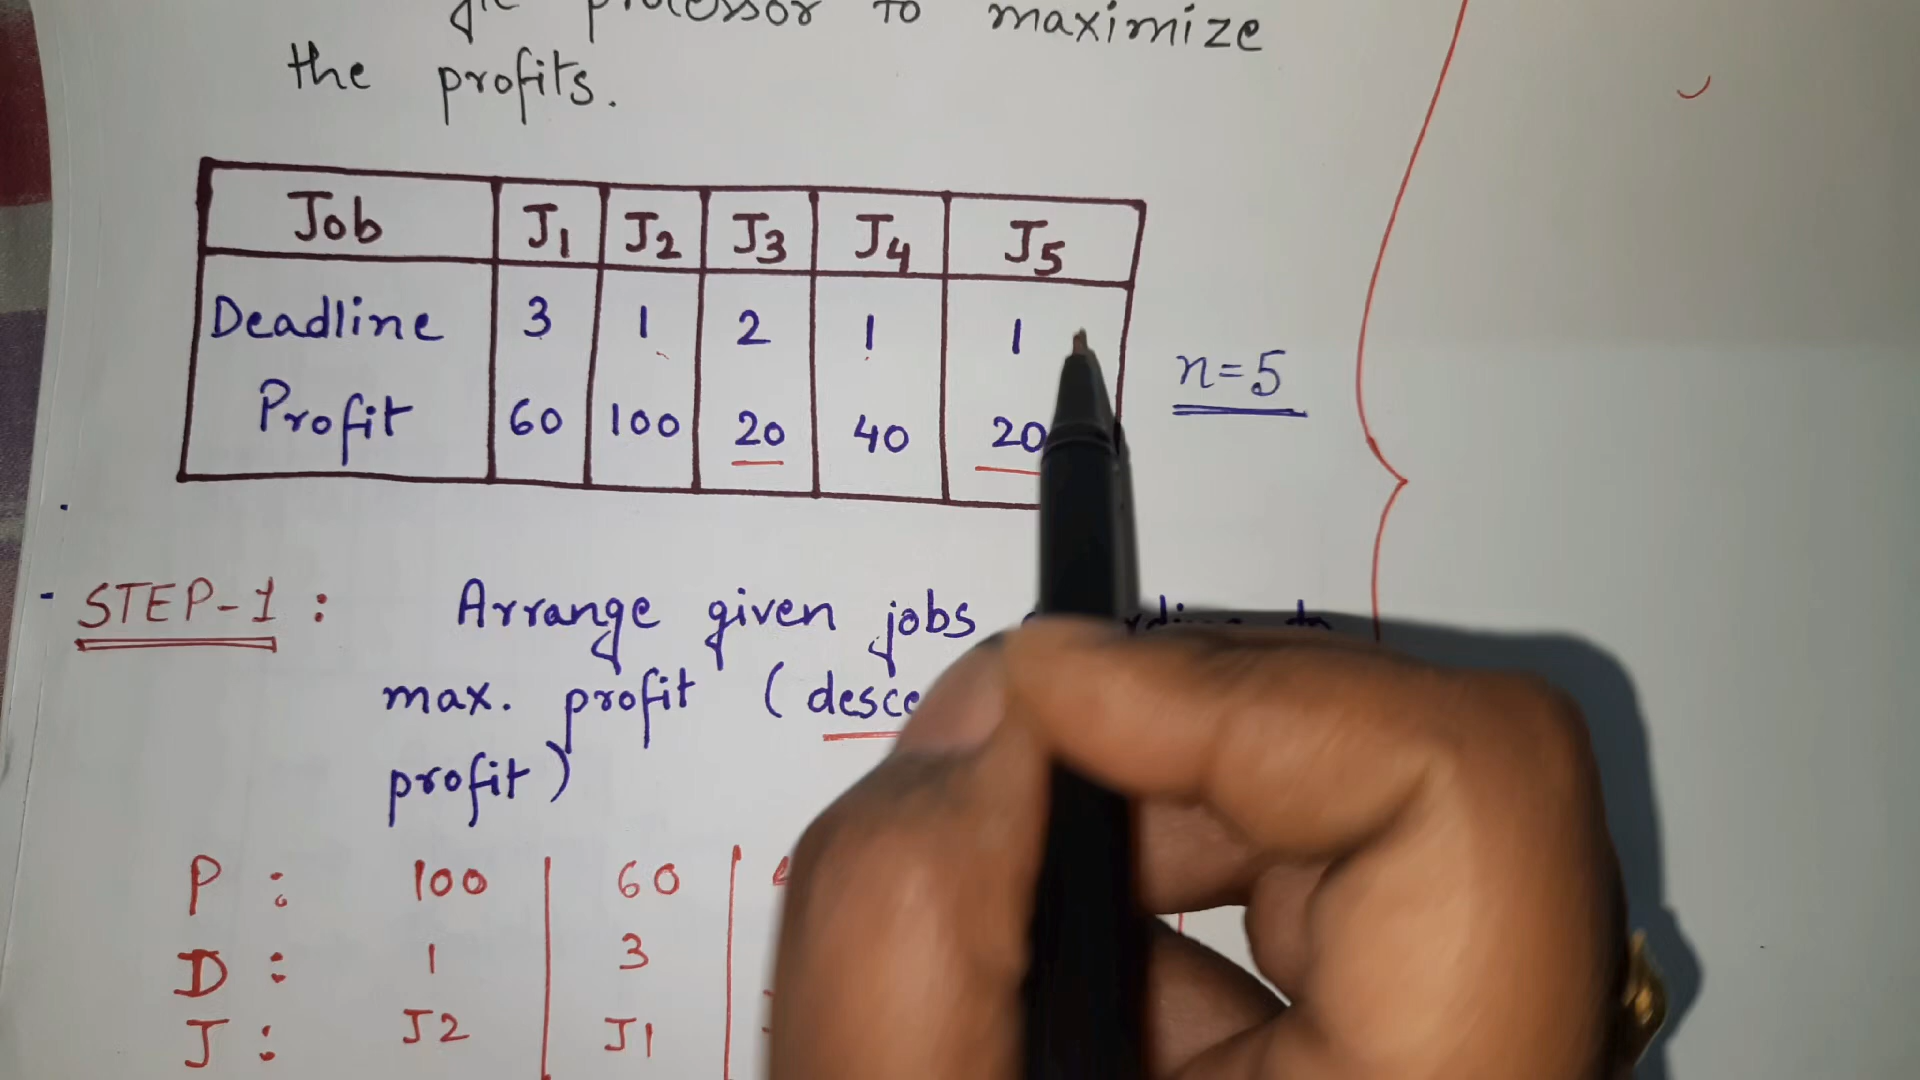 processor to maximize
the profits.
Job J1 J2 J3 J4 J5
Deadline 3 1 2 1 1
Profit 60 100 20 40 20
n=5
STEP-1 : Arrange given jobs
max. profit (
profit)
P : 100 60
D : 1 3
J : J2 J1